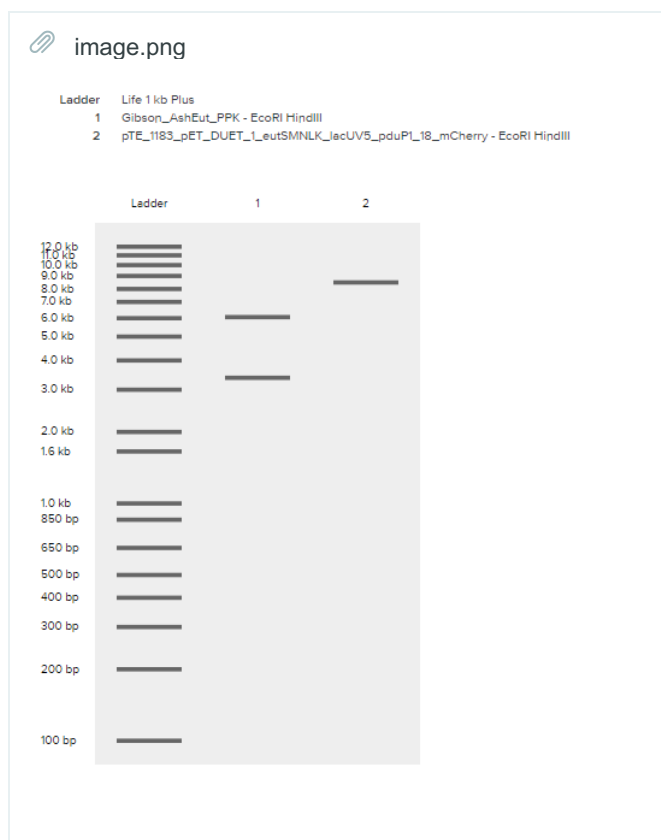 image.png
Ladder Life 1 kb Plus
1 Gibson_AshEut_PPK - EcoRI HindIII
2 pTE_1183_pET_DUET_1_eutSMNLK_lacUV5_pduP1_18_mCherry - EcoRI HindIII
Ladder 1 2
12.0 kb
11.0 kb
10.0 kb
9.0 kb
8.0 kb
7.0 kb
6.0 kb
5.0 kb
4.0 kb
3.0 kb
2.0 kb
1.6 kb
1.0 kb
850 bp
650 bp
500 bp
400 bp
300 bp
200 bp
100 bp